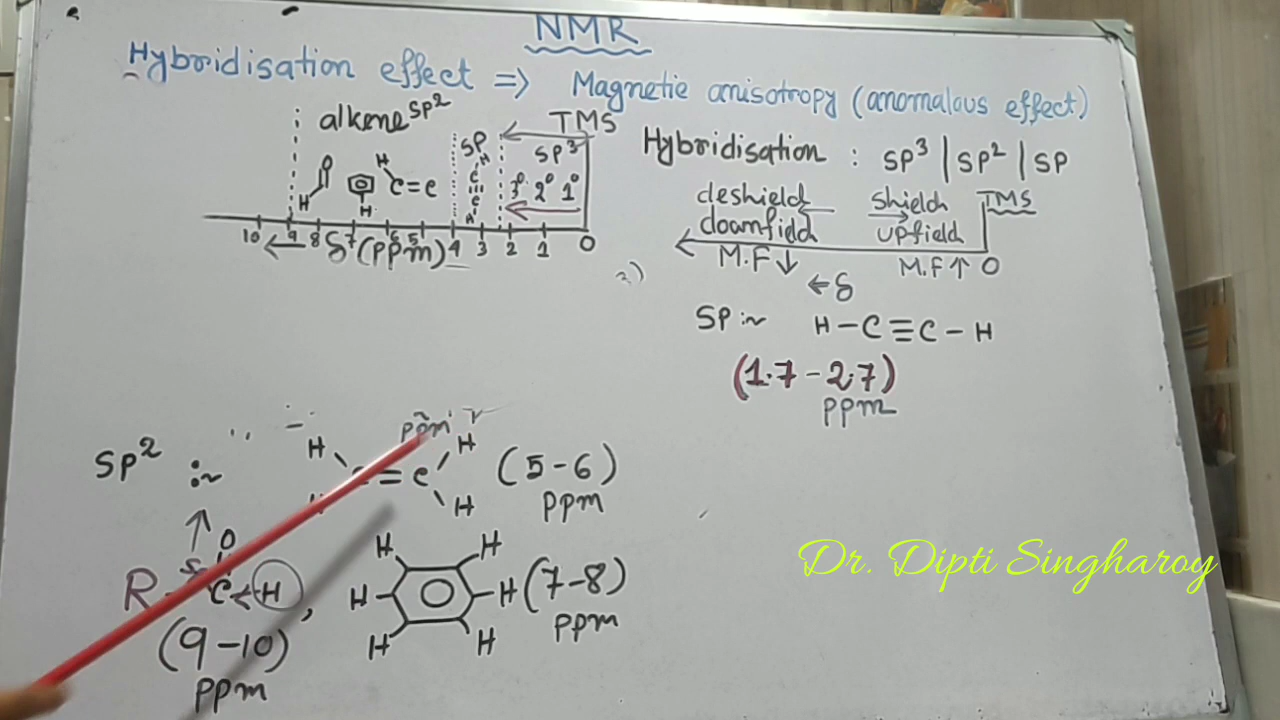 NMR
Hybridisation effect => Magnetic anisotropy (anomalous effect)
alkene SP²
TMS
SP
SP³
3° 2° 1°
O
H
H
H
C=C
H
C
≡
C
H
10 9 8 7 6 5 4 3 2 1 0
δ (ppm)
Hybridisation : SP³ | SP² | SP
deshield
downfield
shield
upfield
TMS
M.F ↓
M.F ↑ 0
← δ
SP :~ H-C≡C-H
(1.7-2.7)
ppm
ppm
SP² :~
H
H
=C
H
H
(5-6)
ppm
O
R
C
H
,
(9-10)
ppm
H
H
H
H
H
H
(7-8)
ppm
Dr. Dipti Singharoy